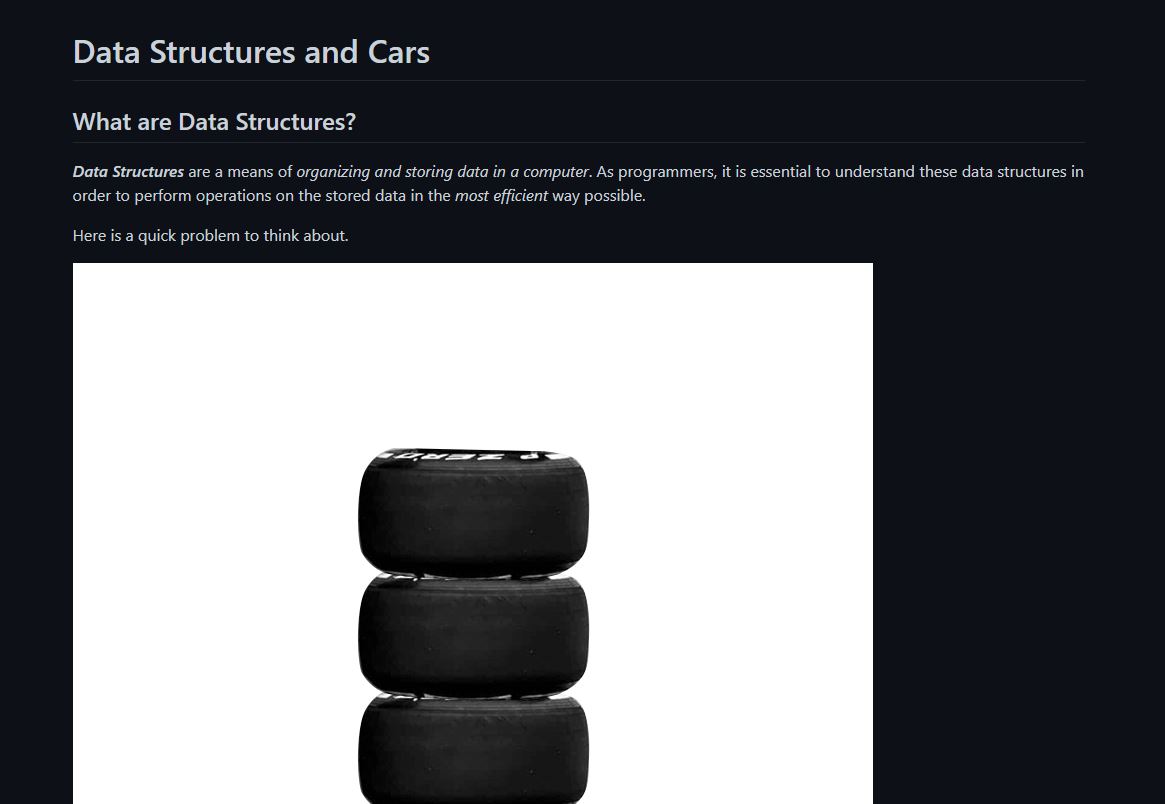 Data Structures and Cars
What are Data Structures?
Data Structures are a means of organizing and storing data in a computer. As programmers, it is essential to understand these data structures in
order to perform operations on the stored data in the most efficient way possible.
Here is a quick problem to think about.
P ZERO